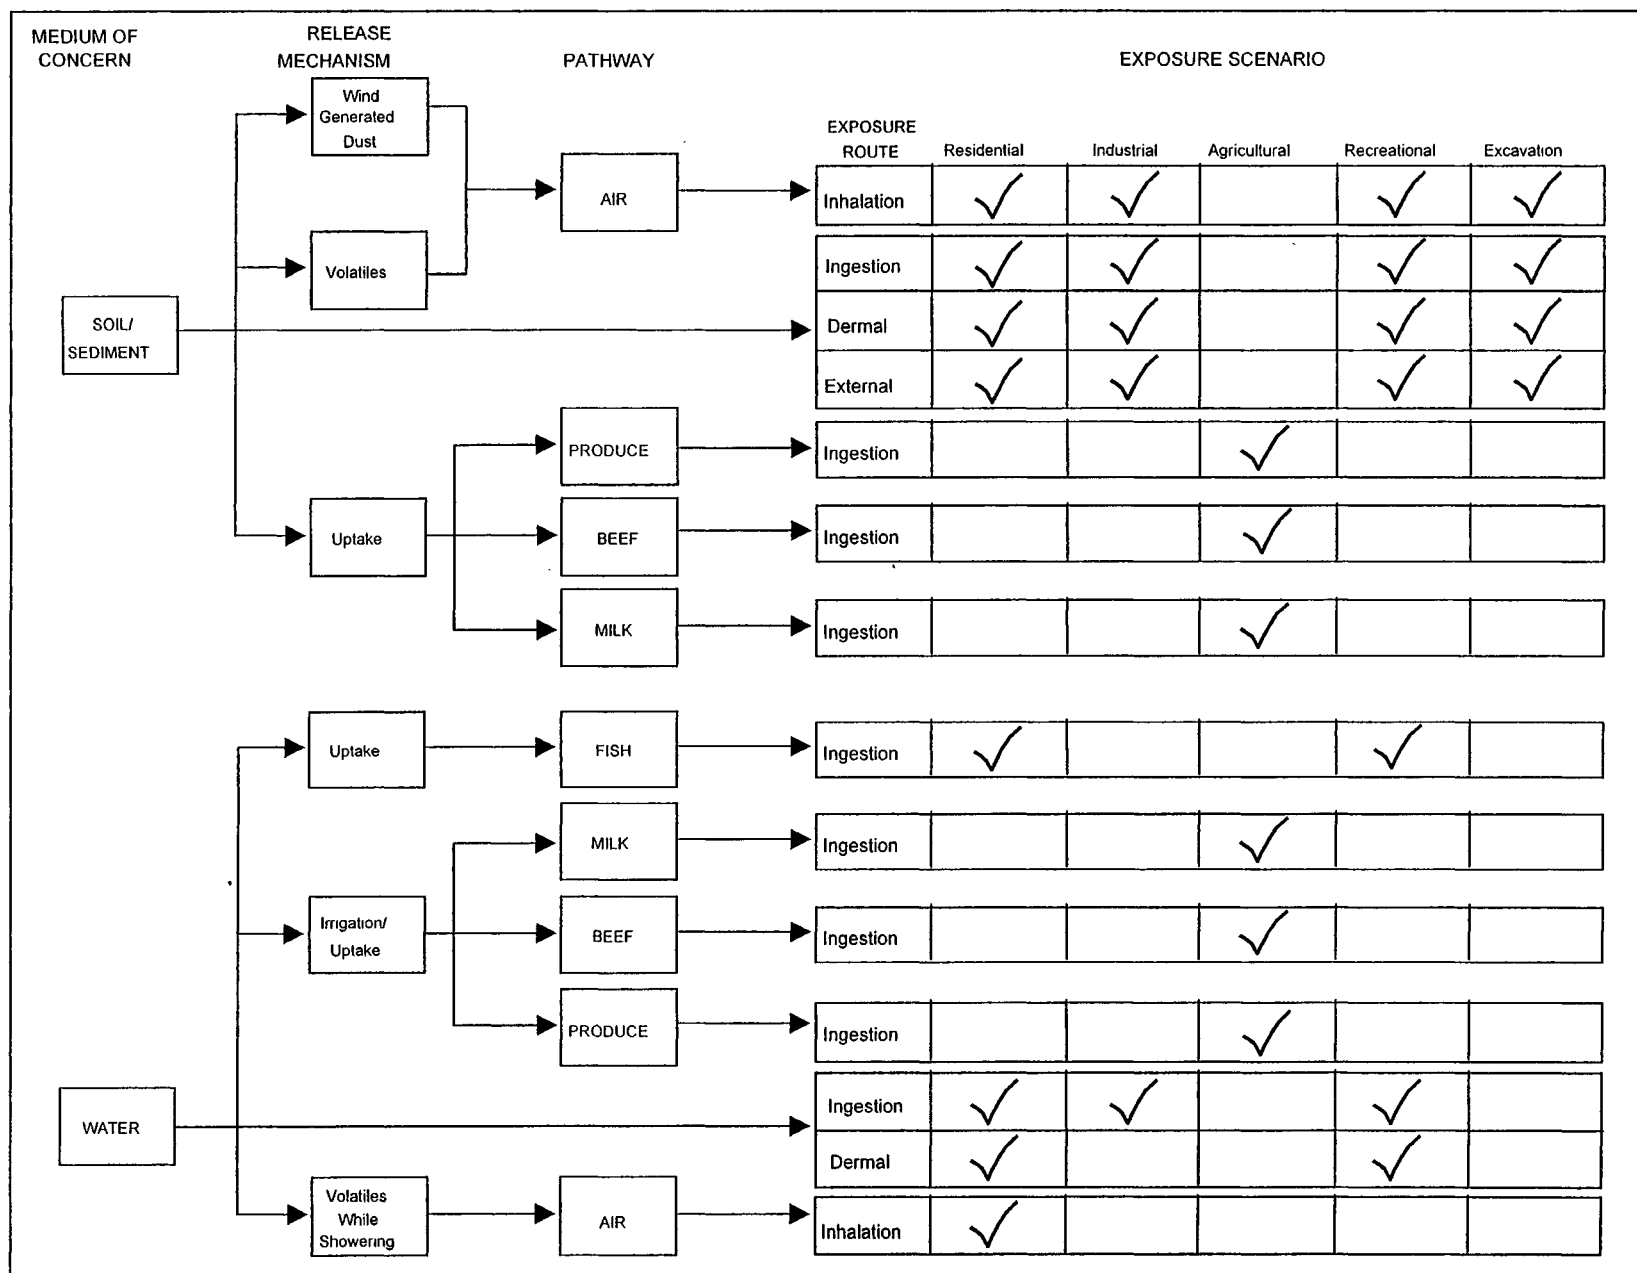 MEDIUM OF
CONCERN
RELEASE
MECHANISM
PATHWAY
EXPOSURE SCENARIO
EXPOSURE
ROUTE
Residential
Industrial
Agricultural
Recreational
Excavation
Wind
Generated
Dust
AIR
Inhalation
Volatiles
Ingestion
SOIL/
SEDIMENT
Dermal
External
PRODUCE
Ingestion
Uptake
BEEF
Ingestion
MILK
Ingestion
Uptake
FISH
Ingestion
MILK
Ingestion
Irrigation/
Uptake
BEEF
Ingestion
PRODUCE
Ingestion
WATER
Ingestion
Dermal
Volatiles
While
Showering
AIR
Inhalation